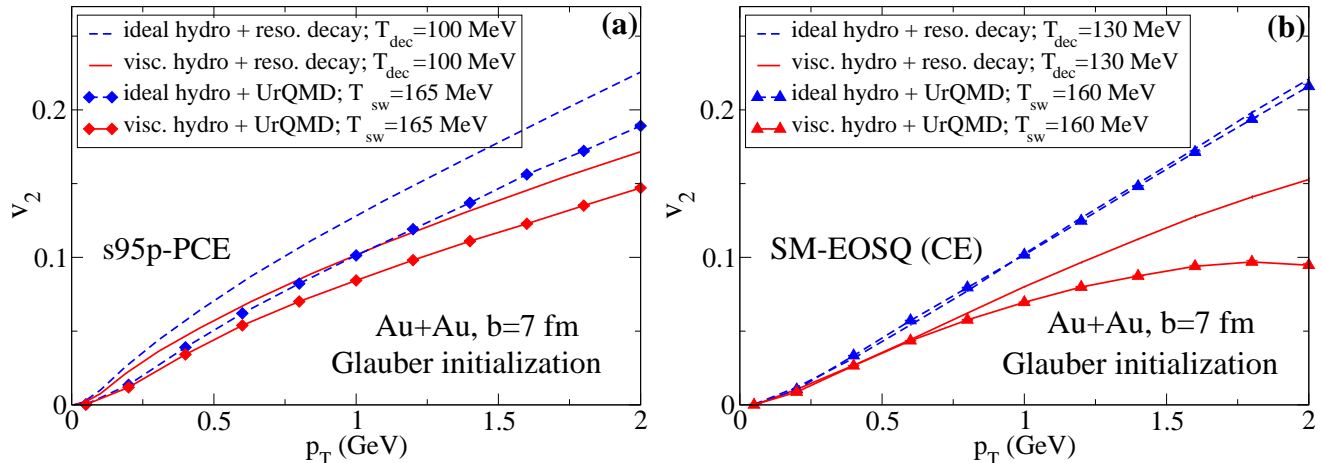 (a)
ideal hydro + reso. decay; T_dec=100 MeV
visc. hydro + reso. decay; T_dec=100 MeV
ideal hydro + UrQMD; T_sw=165 MeV
visc. hydro + UrQMD; T_sw=165 MeV
0.2
0.1
0
v_2
s95p-PCE
Au+Au, b=7 fm
Glauber initialization
0 0.5 1 1.5 2
p_T (GeV)
(b)
ideal hydro + reso. decay; T_dec=130 MeV
visc. hydro + reso. decay; T_dec=130 MeV
ideal hydro + UrQMD; T_sw=160 MeV
visc. hydro + UrQMD; T_sw=160 MeV
0.2
0.1
0
v_2
SM-EOSQ (CE)
Au+Au, b=7 fm
Glauber initialization
0 0.5 1 1.5 2
p_T (GeV)